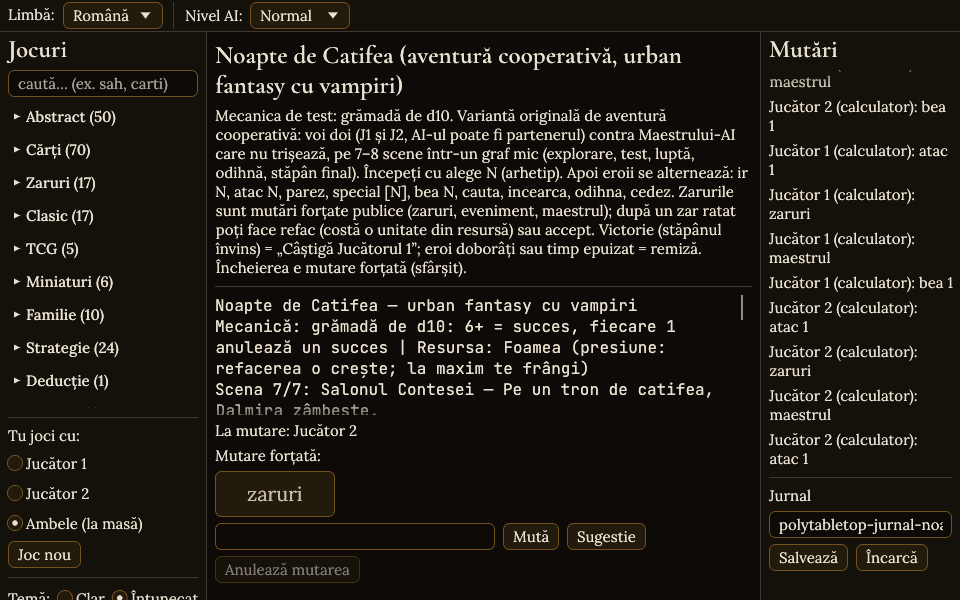 Limbă: Română ▼ Nivel AI: Normal ▼
Jocuri
caută... (ex. sah, carti)
▸ Abstract (50)
▸ Cărți (70)
▸ Zaruri (17)
▸ Clasic (17)
▸ TCG (5)
▸ Miniaturi (6)
▸ Familie (10)
▸ Strategie (24)
▸ Deducție (1)
Tu joci cu:
Jucător 1
Jucător 2
Ambele (la masă)
Joc nou
Temă: Clar Întunecat
Noapte de Catifea (aventură cooperativă, urban
fantasy cu vampiri)
Mecanica de test: grămadă de d10. Variantă originală de aventură
cooperativă: voi doi (J1 și J2, AI-ul poate fi partenerul) contra Maestrului-AI
care nu trișează, pe 7–8 scene într-un graf mic (explorare, test, luptă,
odihnă, stăpân final). Începeți cu alege N (arhetip). Apoi eroii se alternează: ir
N, atac N, parez, special [N], bea N, cauta, incearca, odihna, cedez. Zarurile
sunt mutări forțate publice (zaruri, eveniment, maestrul); după un zar ratat
poți face refac (costă o unitate din resursă) sau accept. Victorie (stăpânul
învins) = „Câștigă Jucătorul 1”; eroi doborâți sau timp epuizat = remiză.
Încheierea e mutare forțată (sfârșit).
Noapte de Catifea — urban fantasy cu vampiri
Mecanică: grămadă de d10: 6+ = succes, fiecare 1
anulează un succes | Resursa: Foamea (presiune:
refacerea o crește; la maxim te frângi)
Scena 7/7: Salonul Contesei — Pe un tron de catifea,
Dalmira zâmbește.
La mutare: Jucător 2
Mutare forțată:
zaruri
Mută Sugestie
Anulează mutarea
Mutări
maestrul
Jucător 2 (calculator): bea
1
Jucător 1 (calculator): atac
1
Jucător 1 (calculator):
zaruri
Jucător 1 (calculator):
maestrul
Jucător 1 (calculator): bea 1
Jucător 2 (calculator):
atac 1
Jucător 2 (calculator):
zaruri
Jucător 2 (calculator):
maestrul
Jucător 2 (calculator):
atac 1
Jurnal
polytabletop-jurnal-noa
Salvează Încarcă